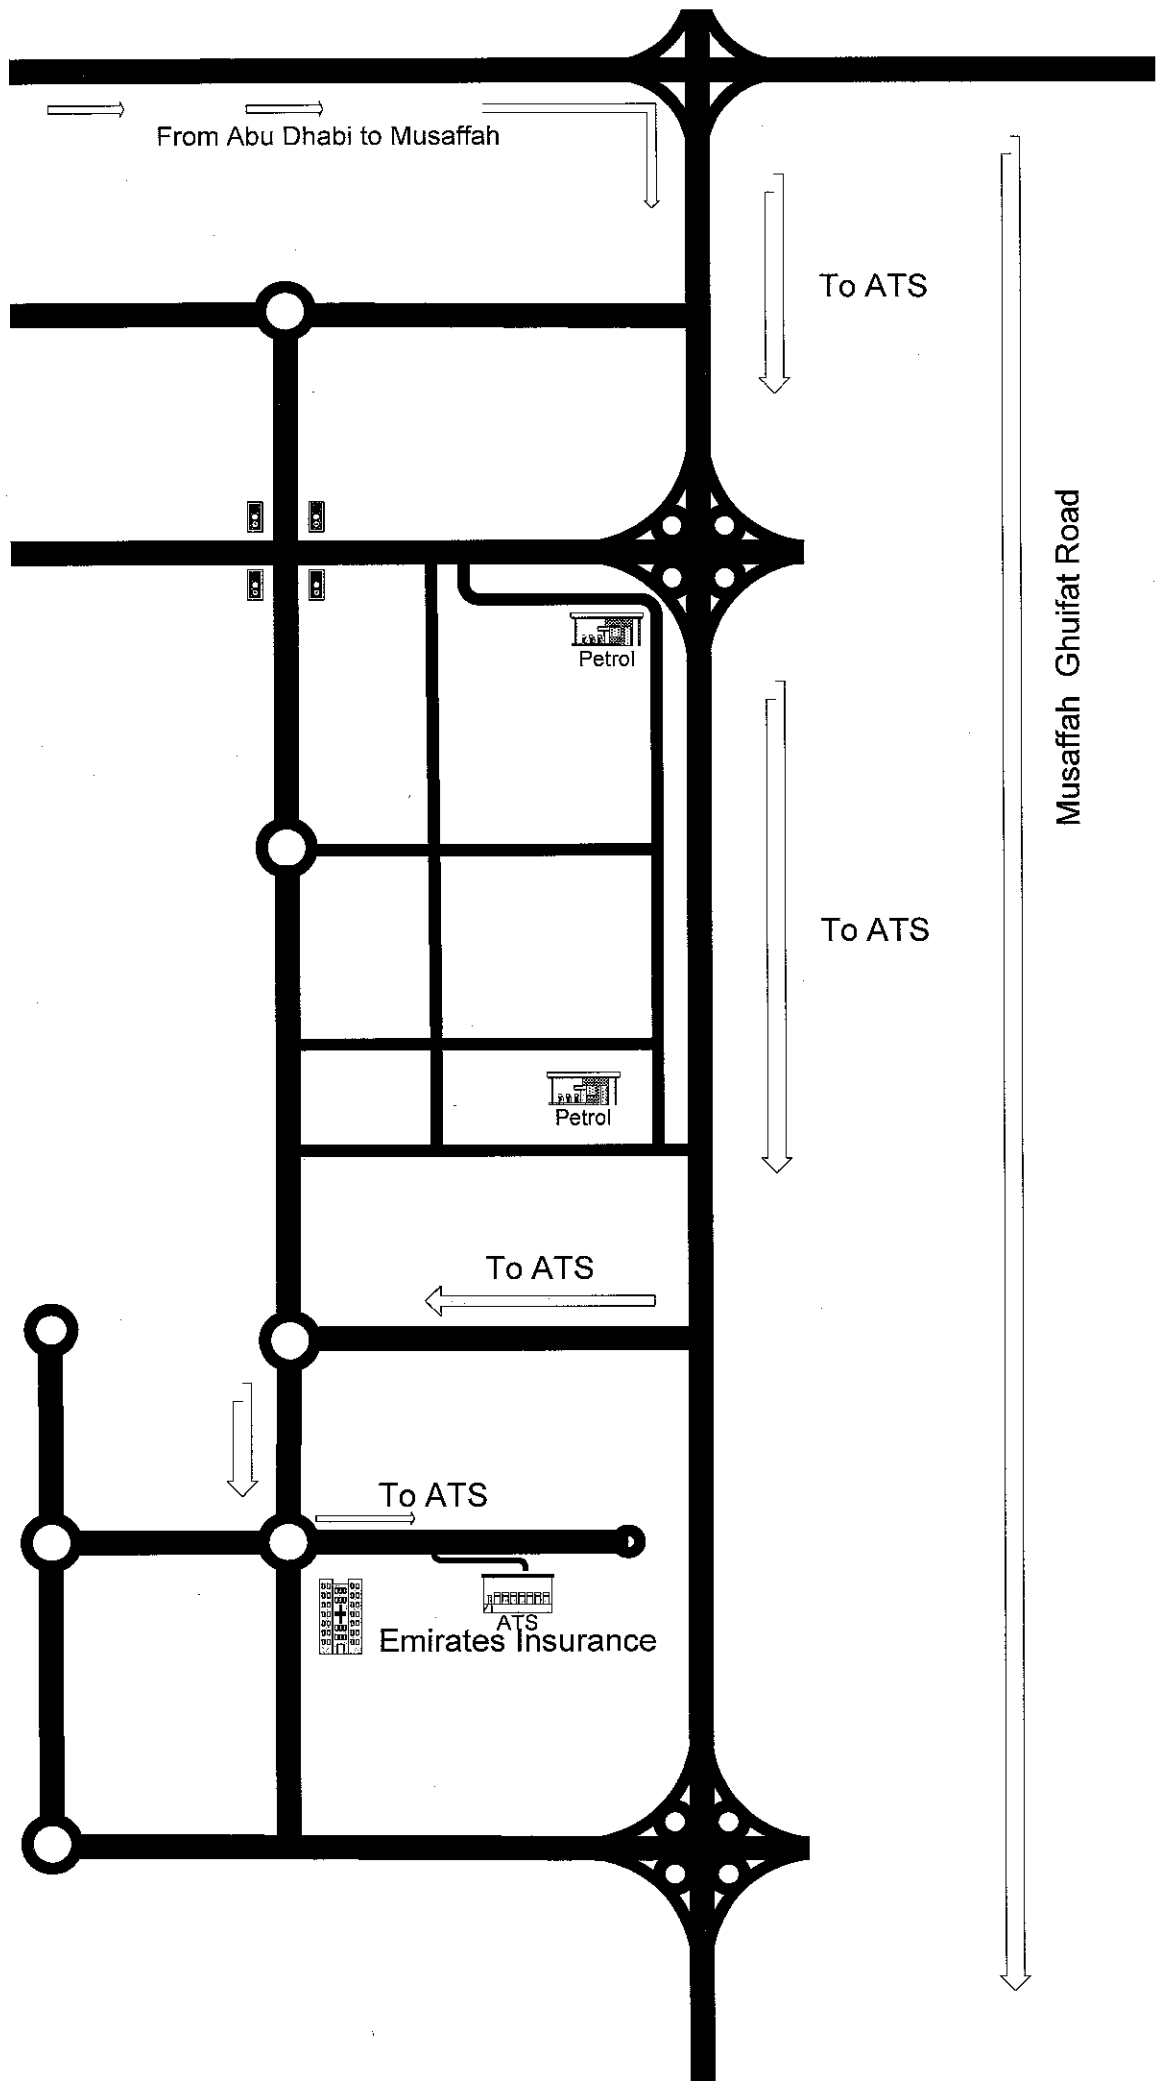 From Abu Dhabi to Musaffah
To ATS
Musaffah Ghuifat Road
Petrol
To ATS
Petrol
To ATS
To ATS
ATS
Emirates Insurance